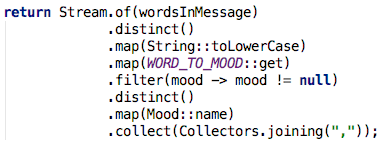 return Stream.of(wordsInMessage)
.distinct()
.map(String::toLowerCase)
.map(WORD_TO_MOOD::get)
.filter(mood -> mood != null)
.distinct()
.map(Mood::name)
.collect(Collectors.joining(","));